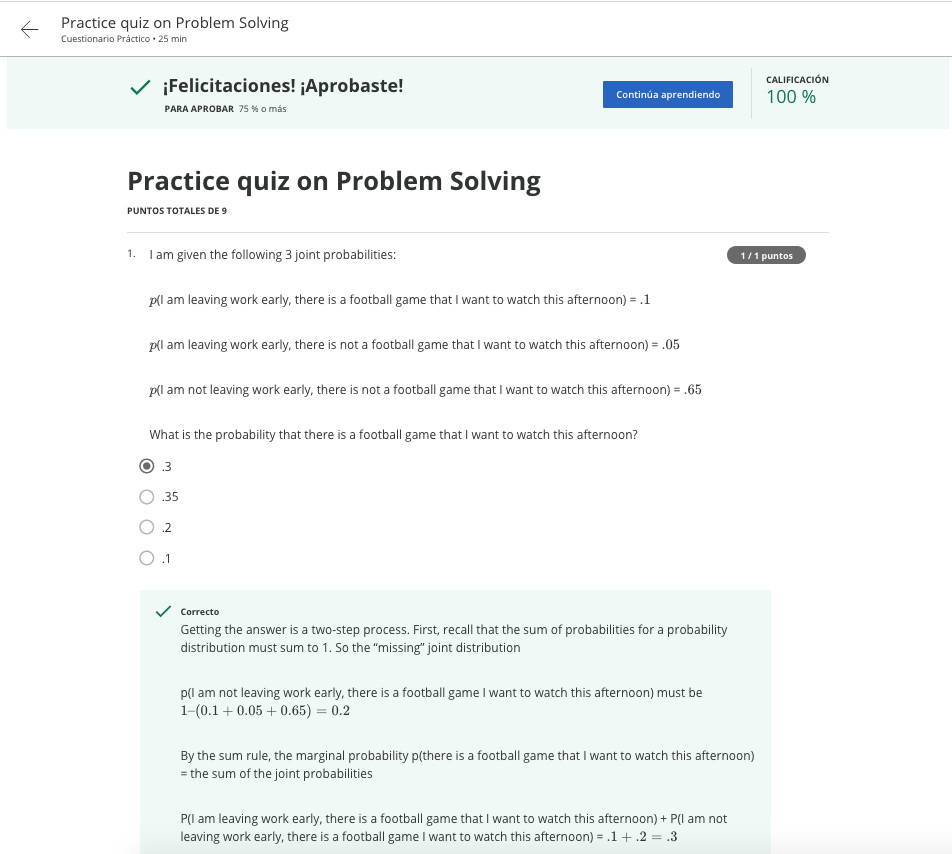 Practice quiz on Problem Solving
Cuestionario Práctico • 25 min
¡Felicitaciones! ¡Aprobaste!
PARA APROBAR 75 % o más
Continúa aprendiendo
CALIFICACIÓN
100 %
Practice quiz on Problem Solving
PUNTOS TOTALES DE 9
1. I am given the following 3 joint probabilities:
1 / 1 puntos
p(I am leaving work early, there is a football game that I want to watch this afternoon) = .1
p(I am leaving work early, there is not a football game that I want to watch this afternoon) = .05
p(I am not leaving work early, there is not a football game that I want to watch this afternoon) = .65
What is the probability that there is a football game that I want to watch this afternoon?
.3
.35
.2
.1
Correcto
Getting the answer is a two-step process. First, recall that the sum of probabilities for a probability
distribution must sum to 1. So the “missing” joint distribution
p(I am not leaving work early, there is a football game I want to watch this afternoon) must be
1–(0.1 + 0.05 + 0.65) = 0.2
By the sum rule, the marginal probability p(there is a football game that I want to watch this afternoon)
= the sum of the joint probabilities
P(I am leaving work early, there is a football game that I want to watch this afternoon) + P(I am not
leaving work early, there is a football game I want to watch this afternoon) = .1 + .2 = .3